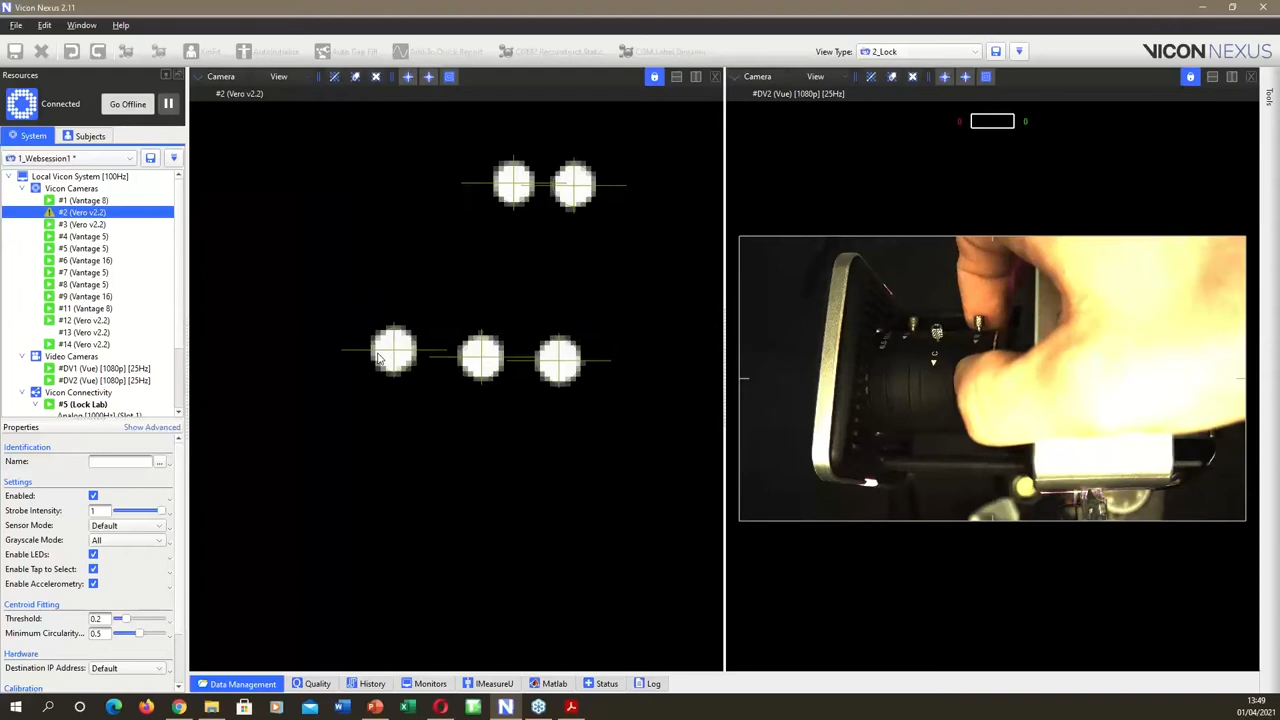 Vicon Nexus 2.11
File Edit Window Help
View Type: 2_Lock
VICON NEXUS
Resources
Connected
Go Offline
System
Subjects
1_Websession1 *
Local Vicon System [100Hz]
Vicon Cameras
#1 (Vantage 8)
#2 (Vero v2.2)
#3 (Vero v2.2)
#4 (Vantage 5)
#5 (Vantage 5)
#6 (Vantage 16)
#7 (Vantage 5)
#8 (Vantage 5)
#9 (Vantage 16)
#11 (Vantage 8)
#12 (Vero v2.2)
#13 (Vero v2.2)
#14 (Vero v2.2)
Video Cameras
#DV1 (Vue) [1080p] [25Hz]
#DV2 (Vue) [1080p] [25Hz]
Vicon Connectivity
#5 (Lock Lab)
Analog [1000Hz] (Slot 1)
Properties
Show Advanced
Identification
Name:
...
Settings
Enabled:
Strobe Intensity: 1
Sensor Mode: Default
Grayscale Mode: All
Enable LEDs:
Enable Tap to Select:
Enable Accelerometry:
Centroid Fitting
Threshold: 0.2
Minimum Circularity... 0.5
Hardware
Destination IP Address: Default
Calibration
Camera View
#2 (Vero v2.2)
Camera View
#DV2 (Vue) [1080p] [25Hz]
0 0
Tools
Data Management Quality History Monitors IMeasureU Matlab Status Log
13:49
01/04/2021